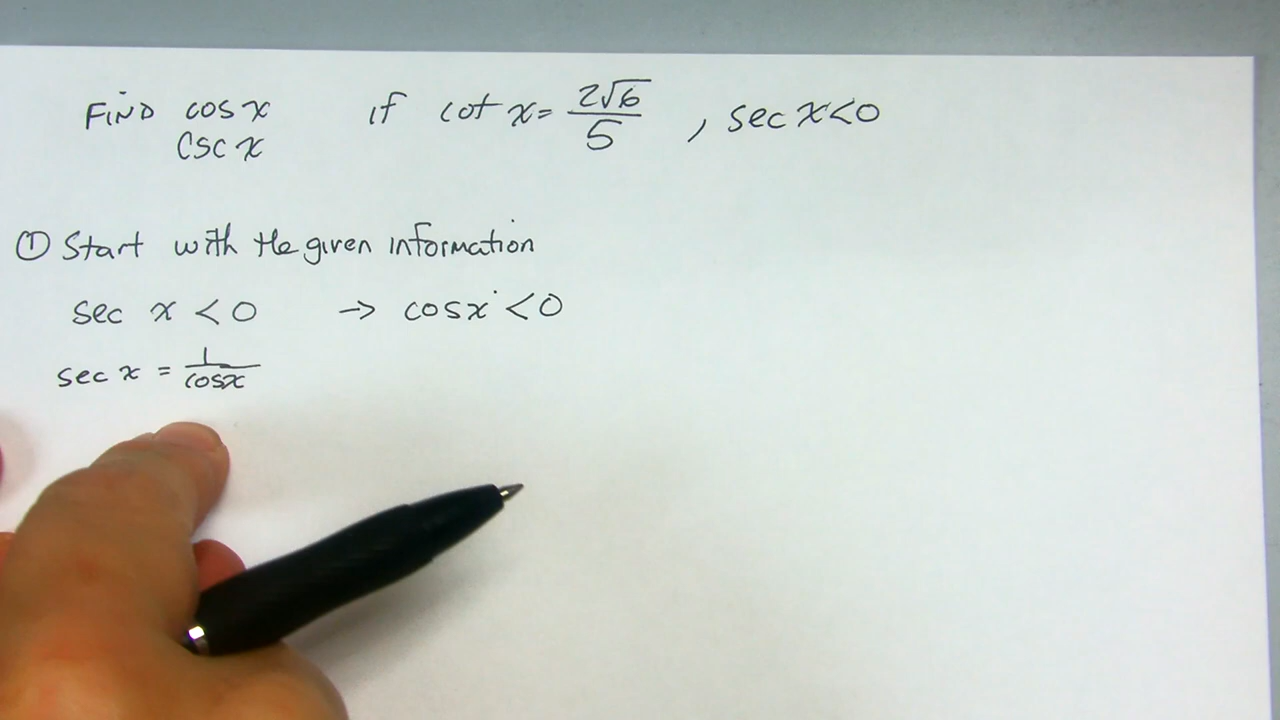 FIND cos x if cot x = 2√6/5 , sec x < 0
csc x
① Start with the given information
sec x < 0 → cos x < 0
sec x = 1/cosx